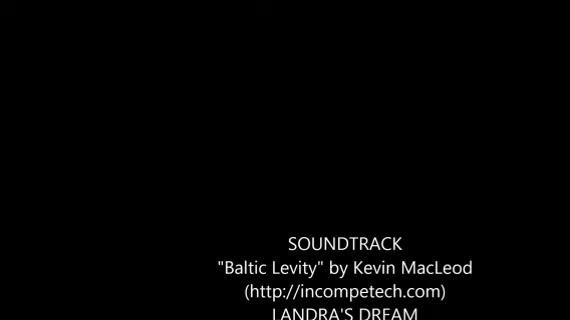 SOUNDTRACK
"Baltic Levity" by Kevin MacLeod
(http://incompetech.com)
LANDRA'S DREAM